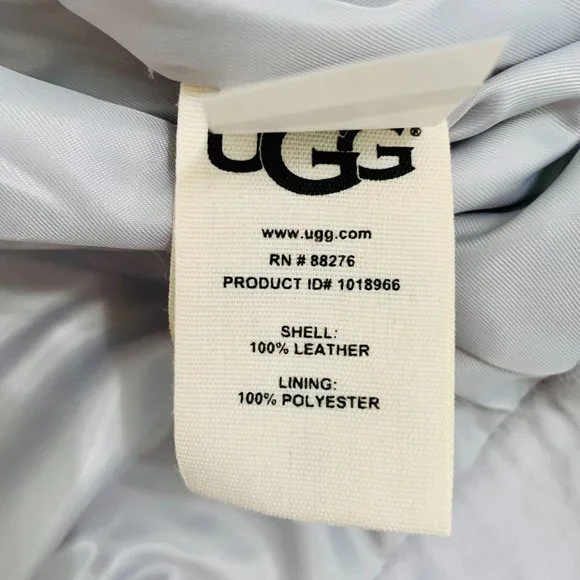 UGG®
www.ugg.com
RN # 88276
PRODUCT ID# 1018966
SHELL:
100% LEATHER
LINING:
100% POLYESTER